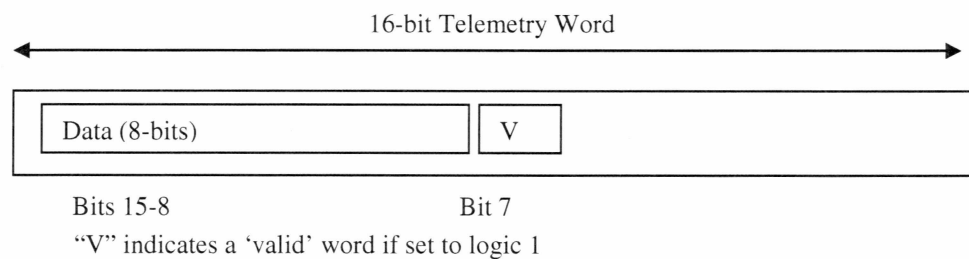 16-bit Telemetry Word
Data (8-bits) V
Bits 15-8 Bit 7
“V” indicates a ‘valid’ word if set to logic 1